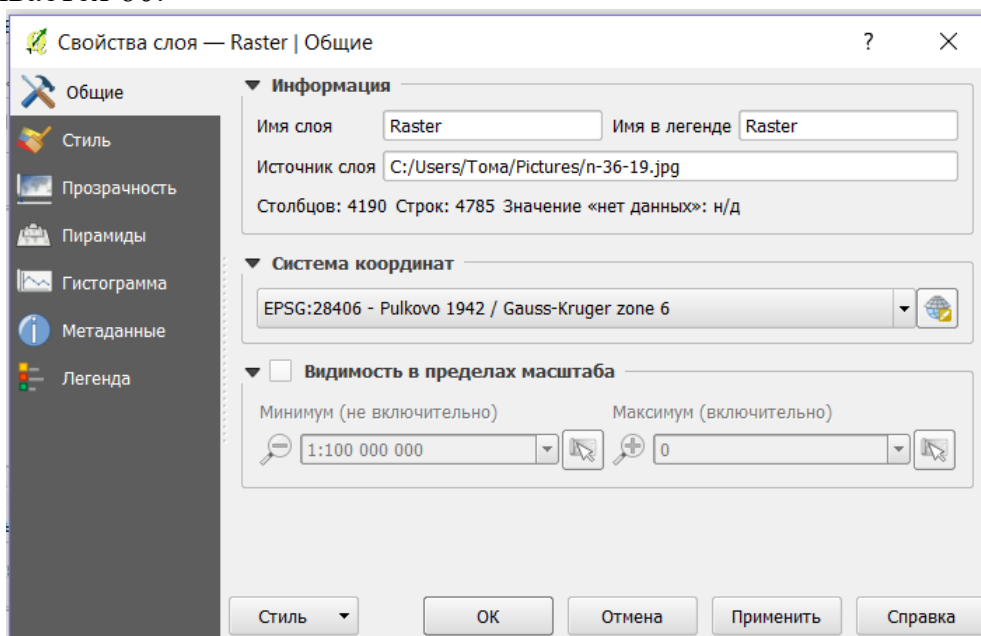 Свойства слоя — Raster | Общие ? ×
Общие
Стиль
Прозрачность
Пирамиды
Гистограмма
Метаданные
Легенда
Информация
Имя слоя Raster Имя в легенде Raster
Источник слоя C:/Users/Тома/Pictures/n-36-19.jpg
Столбцов: 4190 Строк: 4785 Значение «нет данных»: н/д
Система координат
EPSG:28406 - Pulkovo 1942 / Gauss-Kruger zone 6
Видимость в пределах масштаба
Минимум (не включительно) Максимум (включительно)
1:100 000 000 0
Стиль ОК Отмена Применить Справка